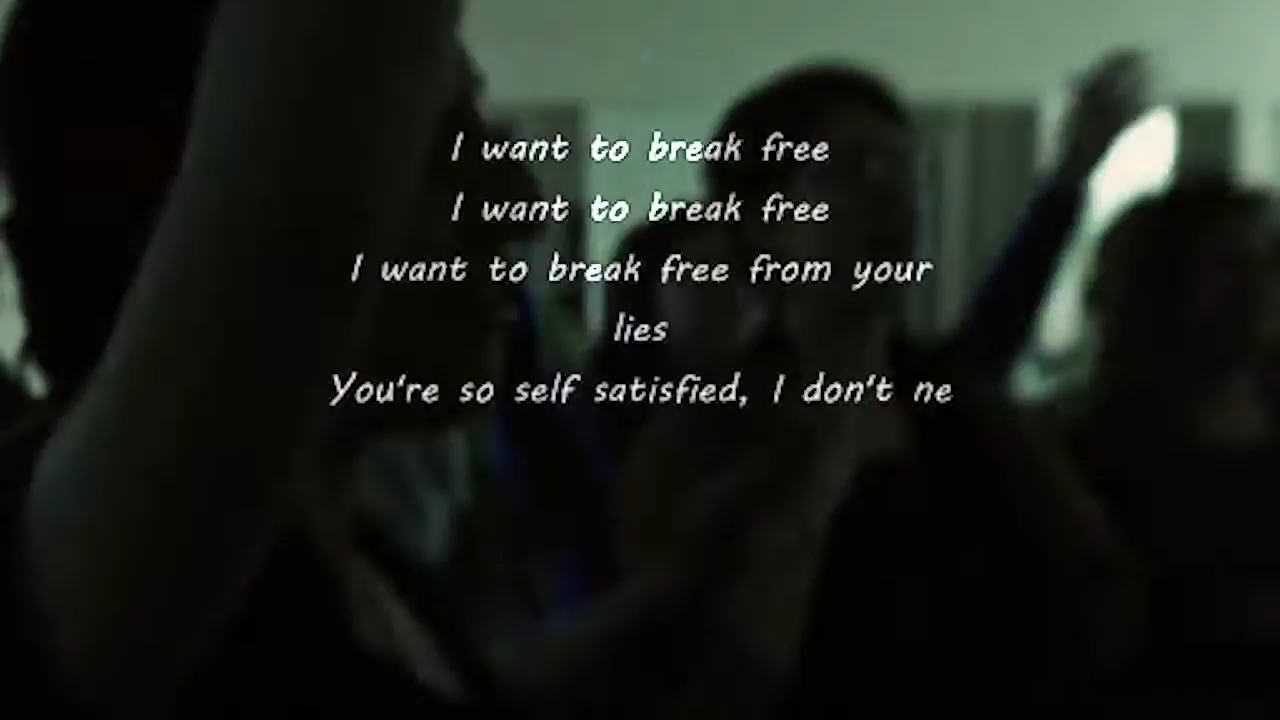 I want to break free
I want to break free
I want to break free from your
lies
You're so self satisfied, I don't ne